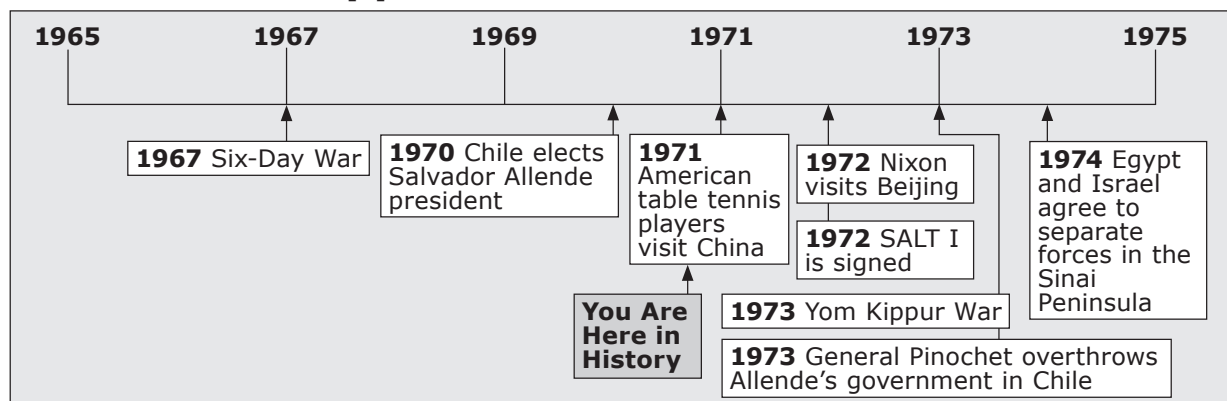 1965 1967 1969 1971 1973 1975
1967 Six-Day War
1970 Chile elects
Salvador Allende
president
1971
American
table tennis
players
visit China
You Are
Here in
History
1972 Nixon
visits Beijing
1972 SALT I
is signed
1973 Yom Kippur War
1973 General Pinochet overthrows
Allende’s government in Chile
1974 Egypt
and Israel
agree to
separate
forces in the
Sinai
Peninsula